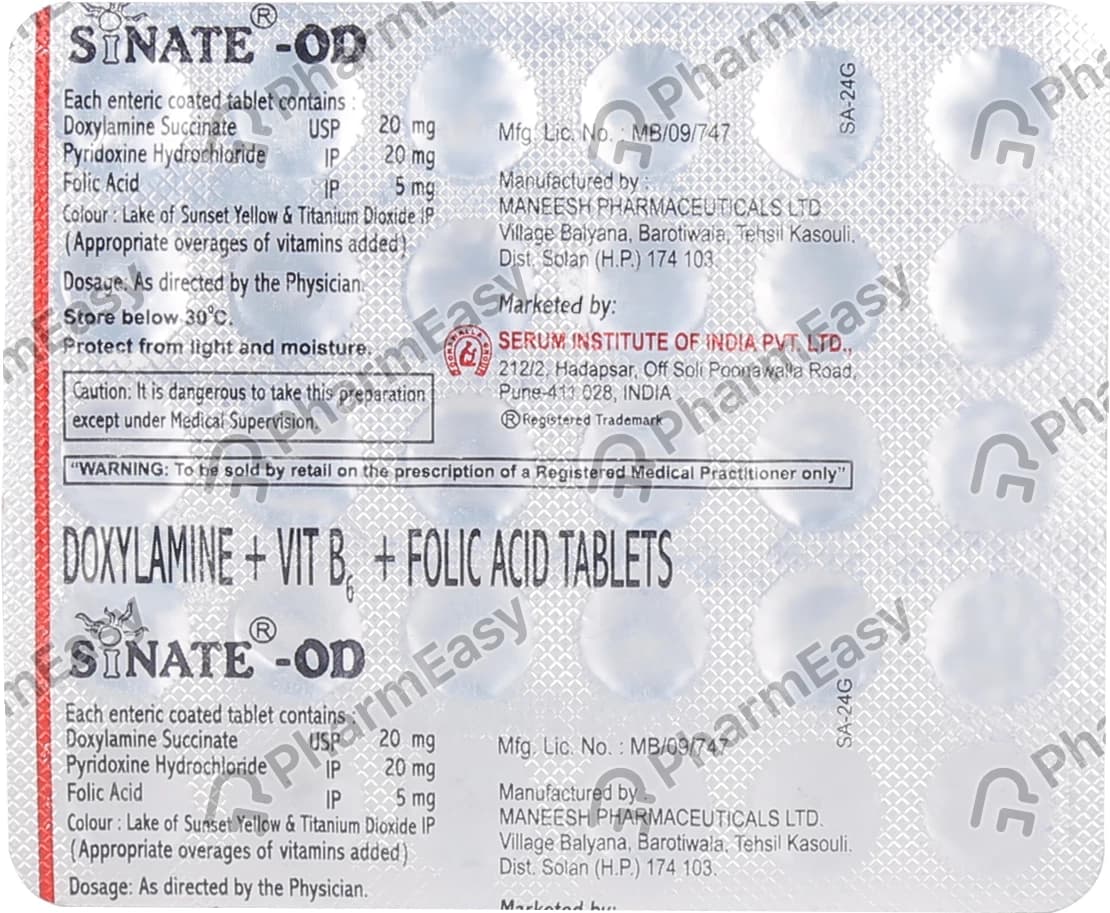 SiNATE® -OD
Each enteric coated tablet contains :
Doxylamine Succinate USP 20 mg
Pyridoxine Hydrochloride IP 20 mg
Folic Acid IP 5 mg
Colour : Lake of Sunset Yellow & Titanium Dioxide IP
(Appropriate overages of vitamins added)
Dosage: As directed by the Physician.
Store below 30°C.
Protect from light and moisture.
Caution: It is dangerous to take this preparation
except under Medical Supervision.
Mfg. Lic. No. : MB/09/747
SA-24G
Manufactured by :
MANEESH PHARMACEUTICALS LTD.
Village Balyana, Barotiwala, Tehsil Kasouli,
Dist. Solan (H.P.) 174 103.
Marketed by:
SERUM INSTITUTE OF INDIA PVT. LTD.,
212/2, Hadapsar, Off Soli Poonawalla Road,
Pune-411 028, INDIA
® Registered Trademark
"WARNING: To be sold by retail on the prescription of a Registered Medical Practitioner only"
DOXYLAMINE + VIT B6 + FOLIC ACID TABLETS
SiNATE® -OD
Each enteric coated tablet contains :
Doxylamine Succinate USP 20 mg
Pyridoxine Hydrochloride IP 20 mg
Folic Acid IP 5 mg
Colour : Lake of Sunset Yellow & Titanium Dioxide IP
(Appropriate overages of vitamins added)
Dosage: As directed by the Physician.
Mfg. Lic. No. : MB/09/747
SA-24G
Manufactured by :
MANEESH PHARMACEUTICALS LTD.
Village Balyana, Barotiwala, Tehsil Kasouli,
Dist. Solan (H.P.) 174 103.
Marketed by:
PharmEasy
PharmEasy
PharmEasy
PharmEasy
PharmEasy
PharmEasy